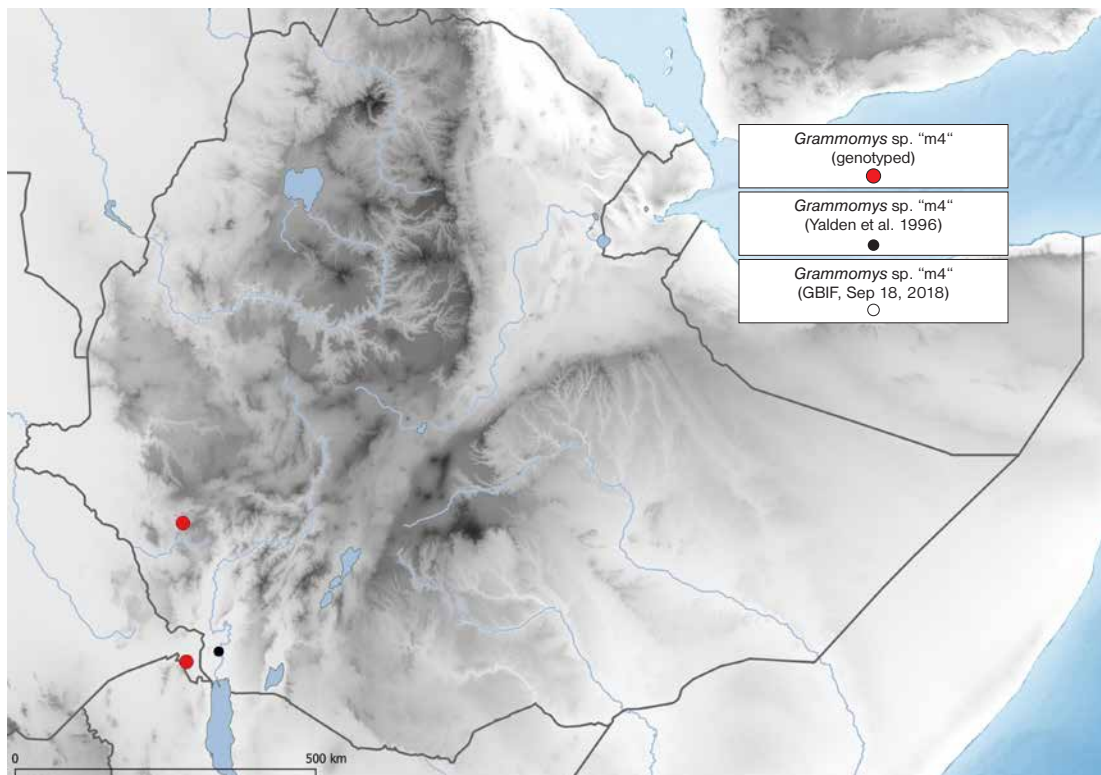 Grammomys sp. "m4“
(genotyped)
Grammomys sp. "m4“
(Yalden et al. 1996)
Grammomys sp. "m4“
(GBIF, Sep 18, 2018)
0
500 km